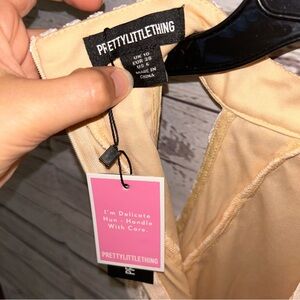 PRETTYLITTLETHING
UK 10
EUR 38
US 6
MADE IN
CHINA
I'm Delicate
Hun - Handle
With Care.
PRETTYLITTLETHING